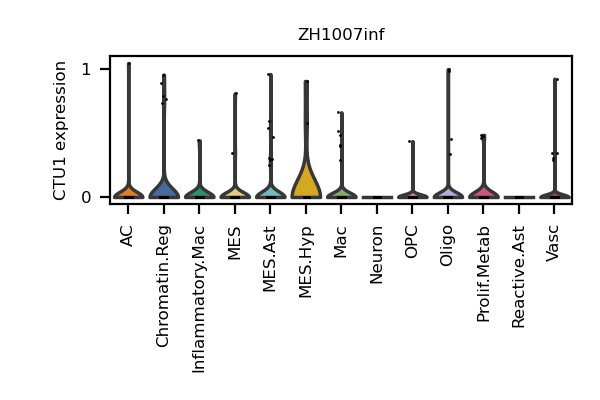 ZH1007inf
CTU1 expression
1
0
AC
Chromatin.Reg
Inflammatory.Mac
MES
MES.Ast
MES.Hyp
Mac
Neuron
OPC
Oligo
Prolif.Metab
Reactive.Ast
Vasc